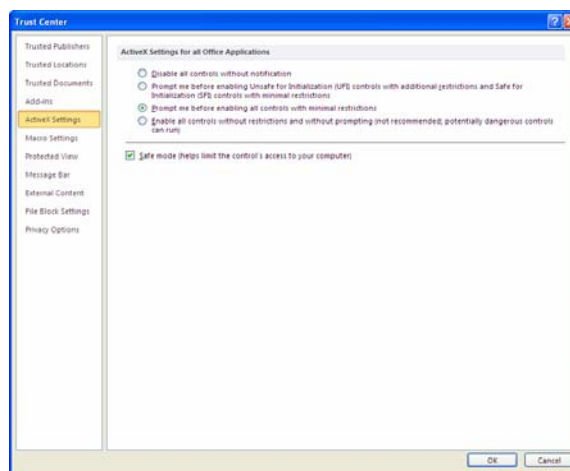 Trust Center
Trusted Publishers
Trusted Locations
Trusted Documents
Add-ins
ActiveX Settings
Macro Settings
Protected View
Message Bar
External Content
File Block Settings
Privacy Options
ActiveX Settings for all Office Applications
Disable all controls without notification
Prompt me before enabling Unsafe for Initialization (UFI) controls with additional restrictions and Safe for
Initialization (SFI) controls with minimal restrictions
Prompt me before enabling all controls with minimal restrictions
Enable all controls without restrictions and without prompting (not recommended; potentially dangerous controls
can run)
Safe mode (helps limit the control's access to your computer)
OK
Cancel